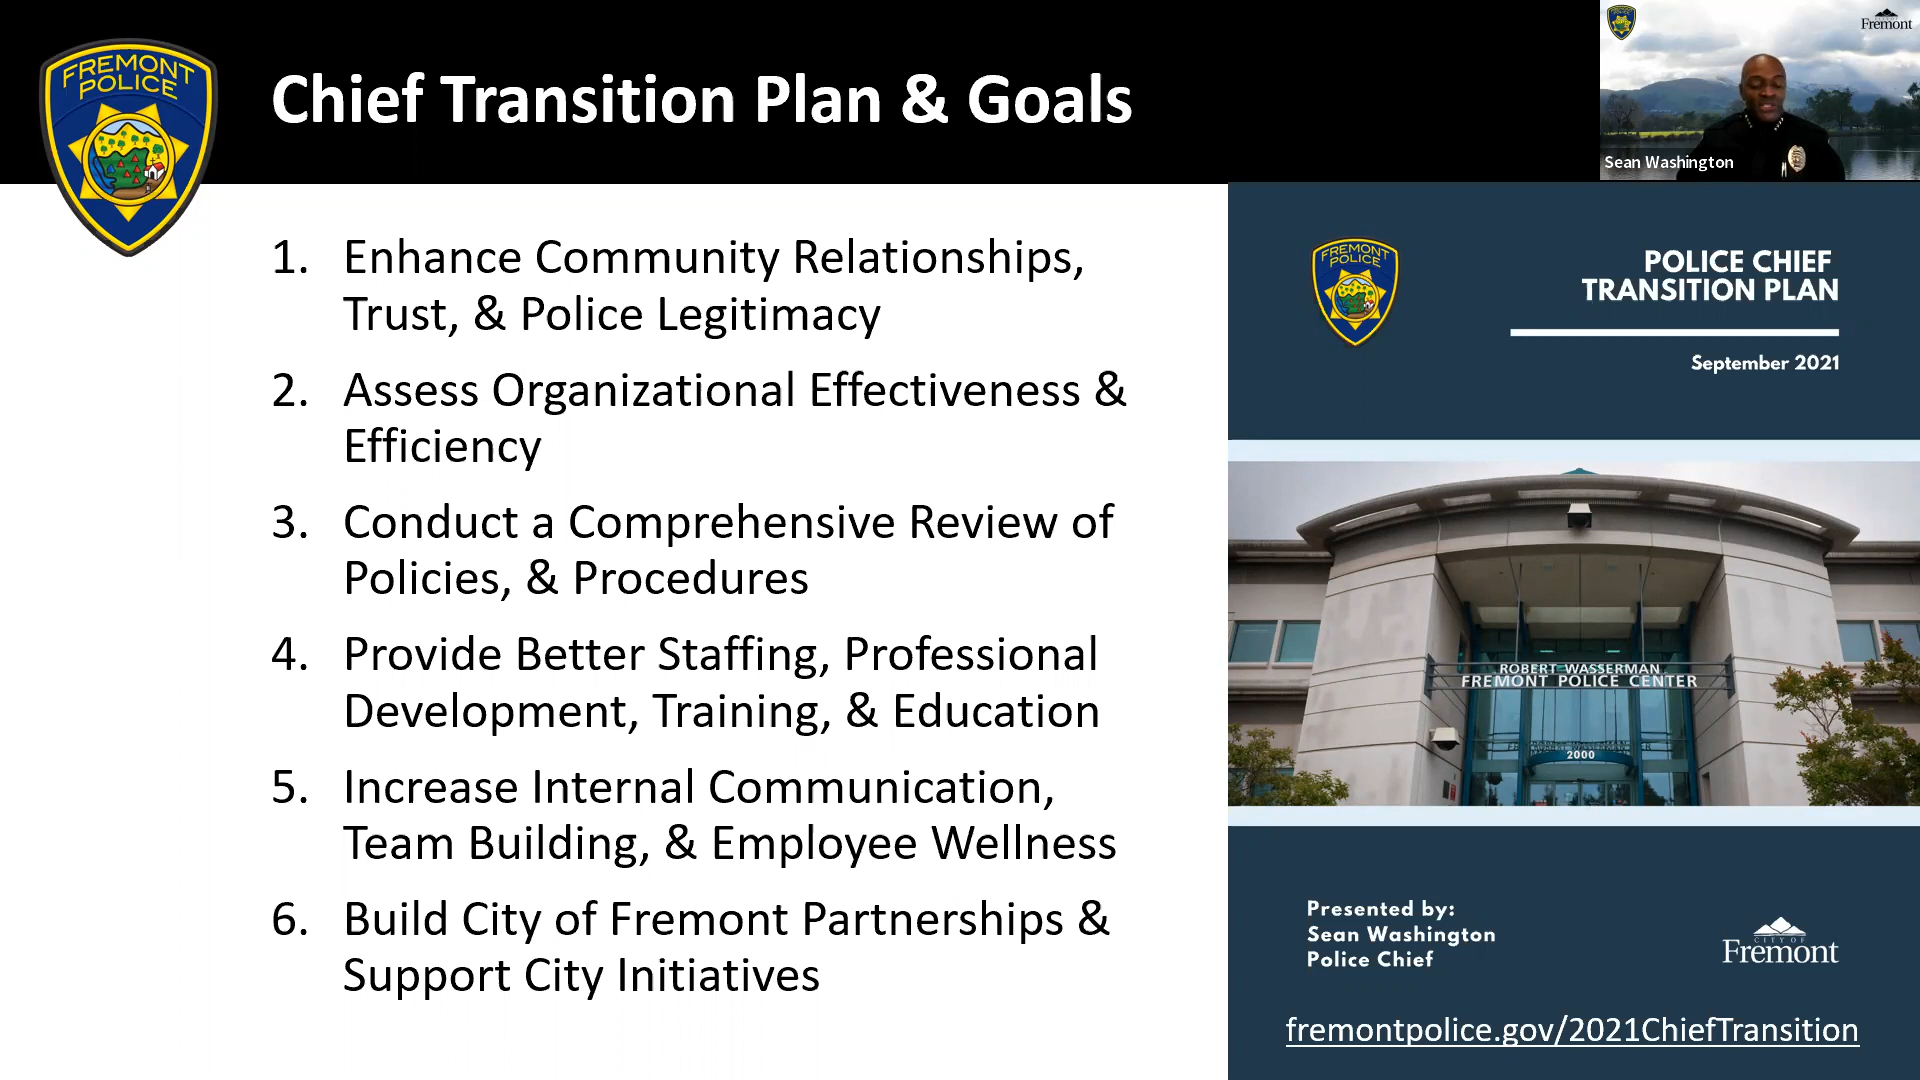 FREMONT
POLICE
Chief Transition Plan & Goals
Fremont
Sean Washington
1. Enhance Community Relationships,
Trust, & Police Legitimacy
2. Assess Organizational Effectiveness &
Efficiency
3. Conduct a Comprehensive Review of
Policies, & Procedures
4. Provide Better Staffing, Professional
Development, Training, & Education
5. Increase Internal Communication,
Team Building, & Employee Wellness
6. Build City of Fremont Partnerships &
Support City Initiatives
FREMONT
POLICE
POLICE CHIEF
TRANSITION PLAN
September 2021
ROBERT WASSERMAN
FREMONT POLICE CENTER
2000
Presented by:
Sean Washington
Police Chief
CITY OF
Fremont
fremontpolice.gov/2021ChiefTransition